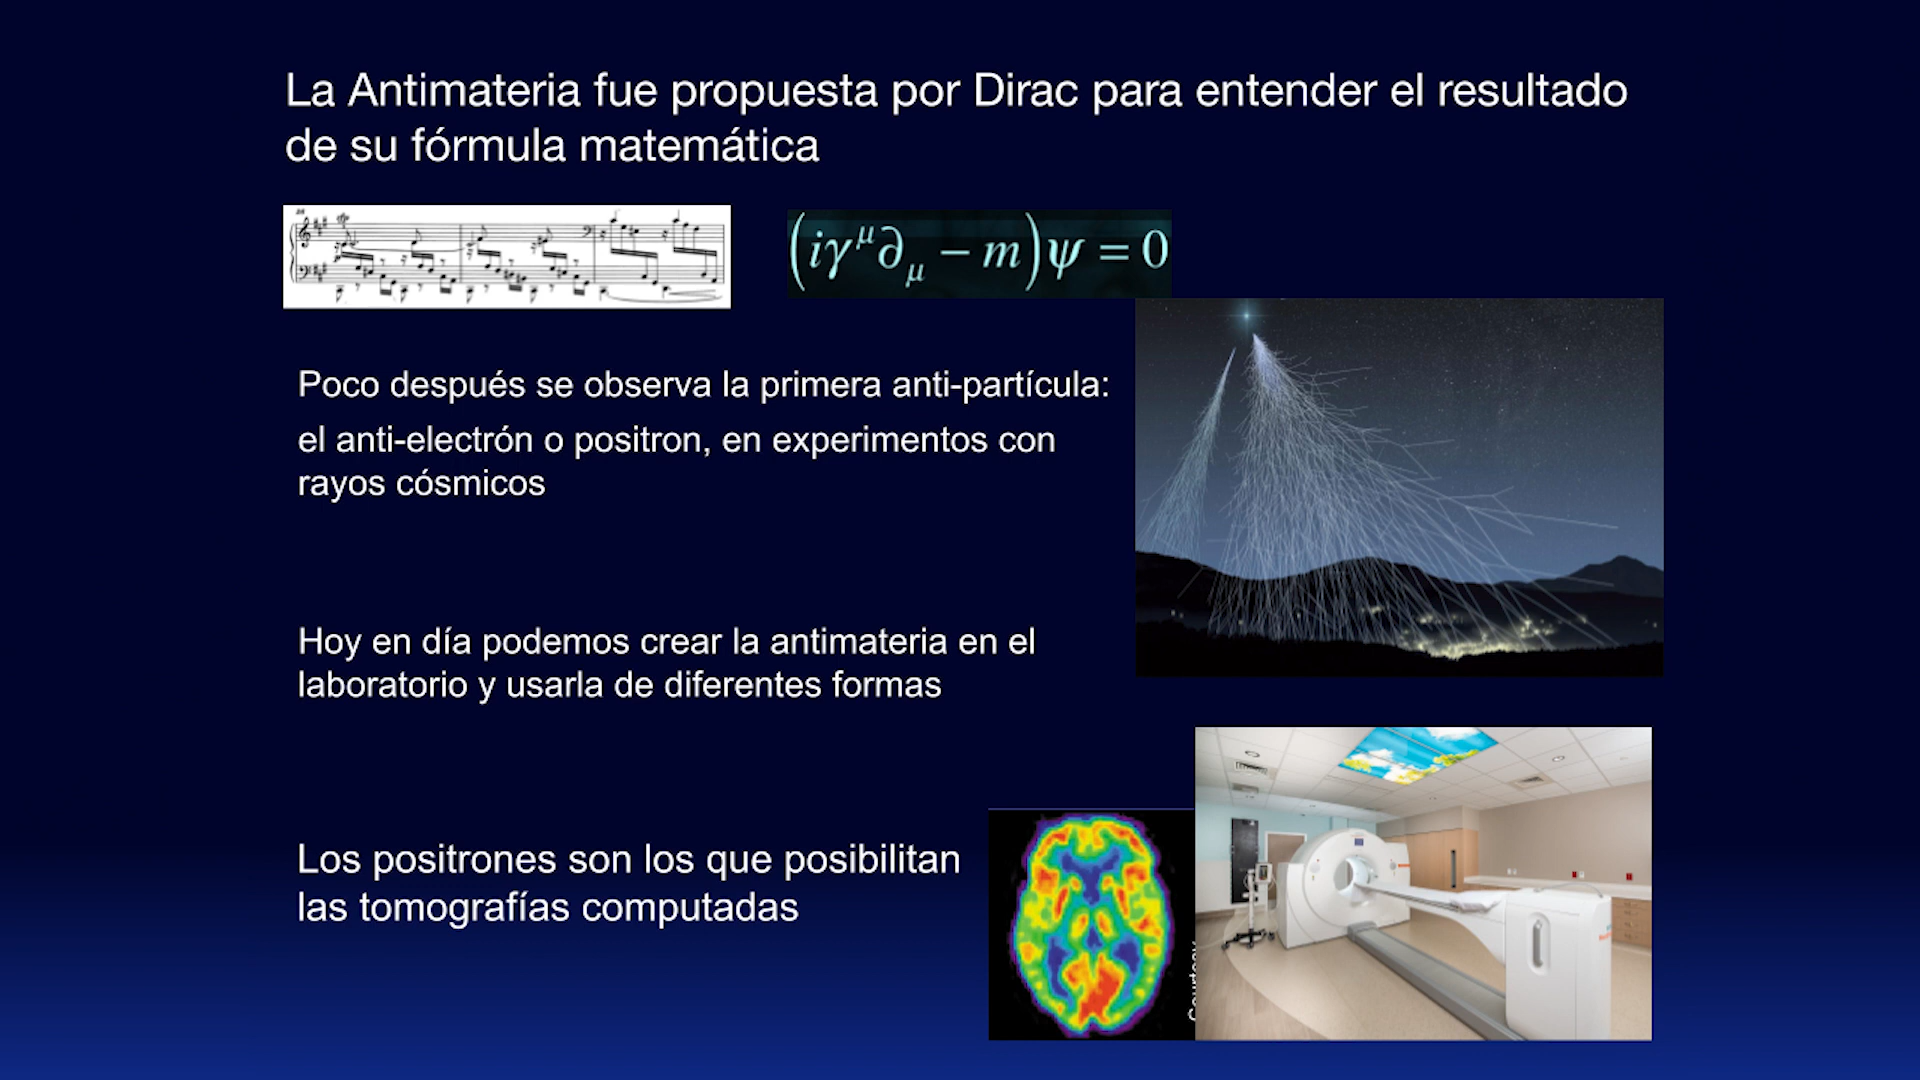 La Antimateria fue propuesta por Dirac para entender el resultado
de su fórmula matemática
(iγ^μ∂_μ − m)ψ = 0
Poco después se observa la primera anti-partícula:
el anti-electrón o positron, en experimentos con
rayos cósmicos
Hoy en día podemos crear la antimateria en el
laboratorio y usarla de diferentes formas
Los positrones son los que posibilitan
las tomografías computadas